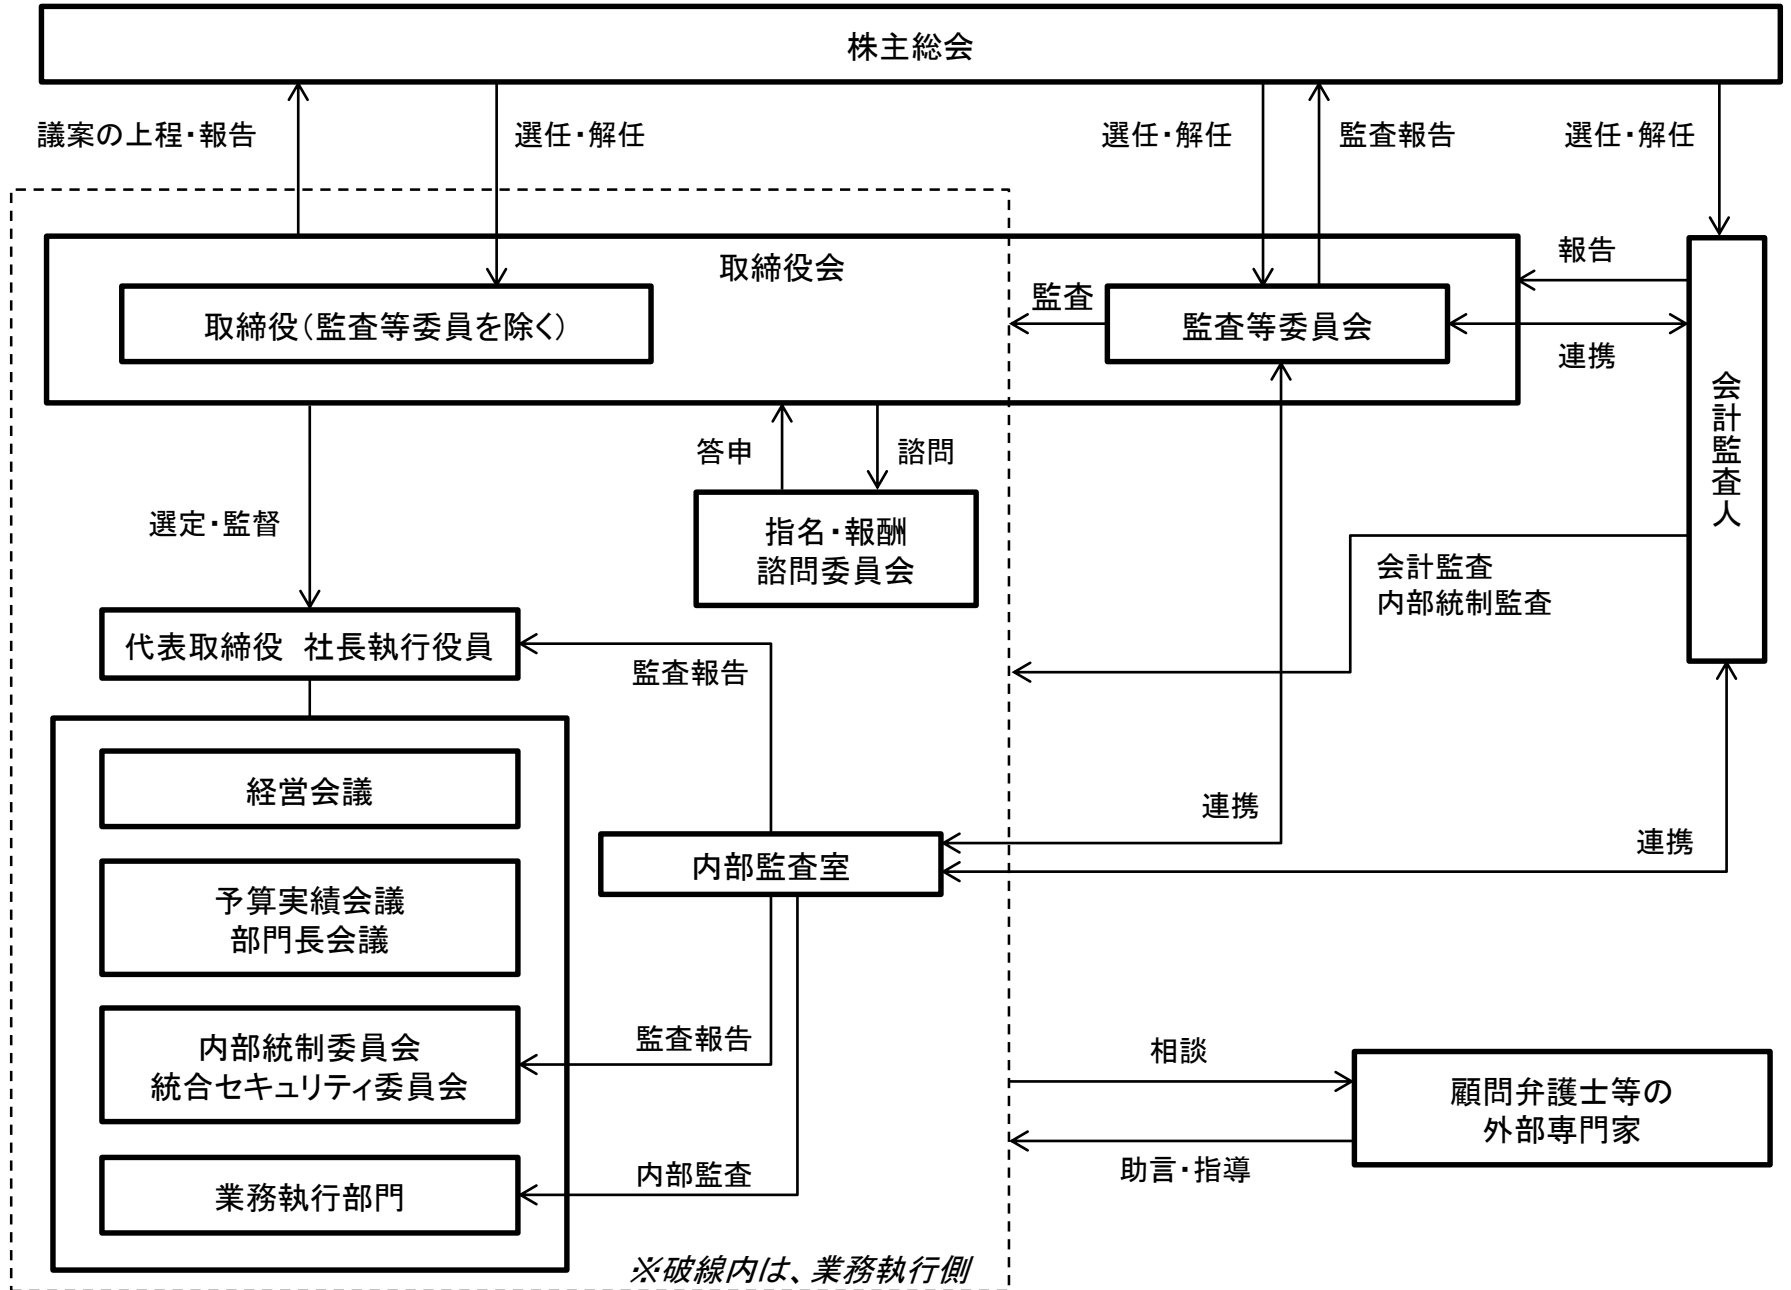 株主総会
議案の上程・報告
選任・解任
選任・解任
監査報告
選任・解任
取締役会
報告
監査
取締役(監査等委員を除く)
監査等委員会
連携
会計監査人
答申
諮問
選定・監督
指名・報酬
諮問委員会
会計監査
内部統制監査
代表取締役 社長執行役員
監査報告
経営会議
連携
連携
内部監査室
予算実績会議
部門長会議
内部統制委員会
統合セキュリティ委員会
監査報告
相談
顧問弁護士等の
外部専門家
助言・指導
内部監査
業務執行部門
※破線内は、業務執行側